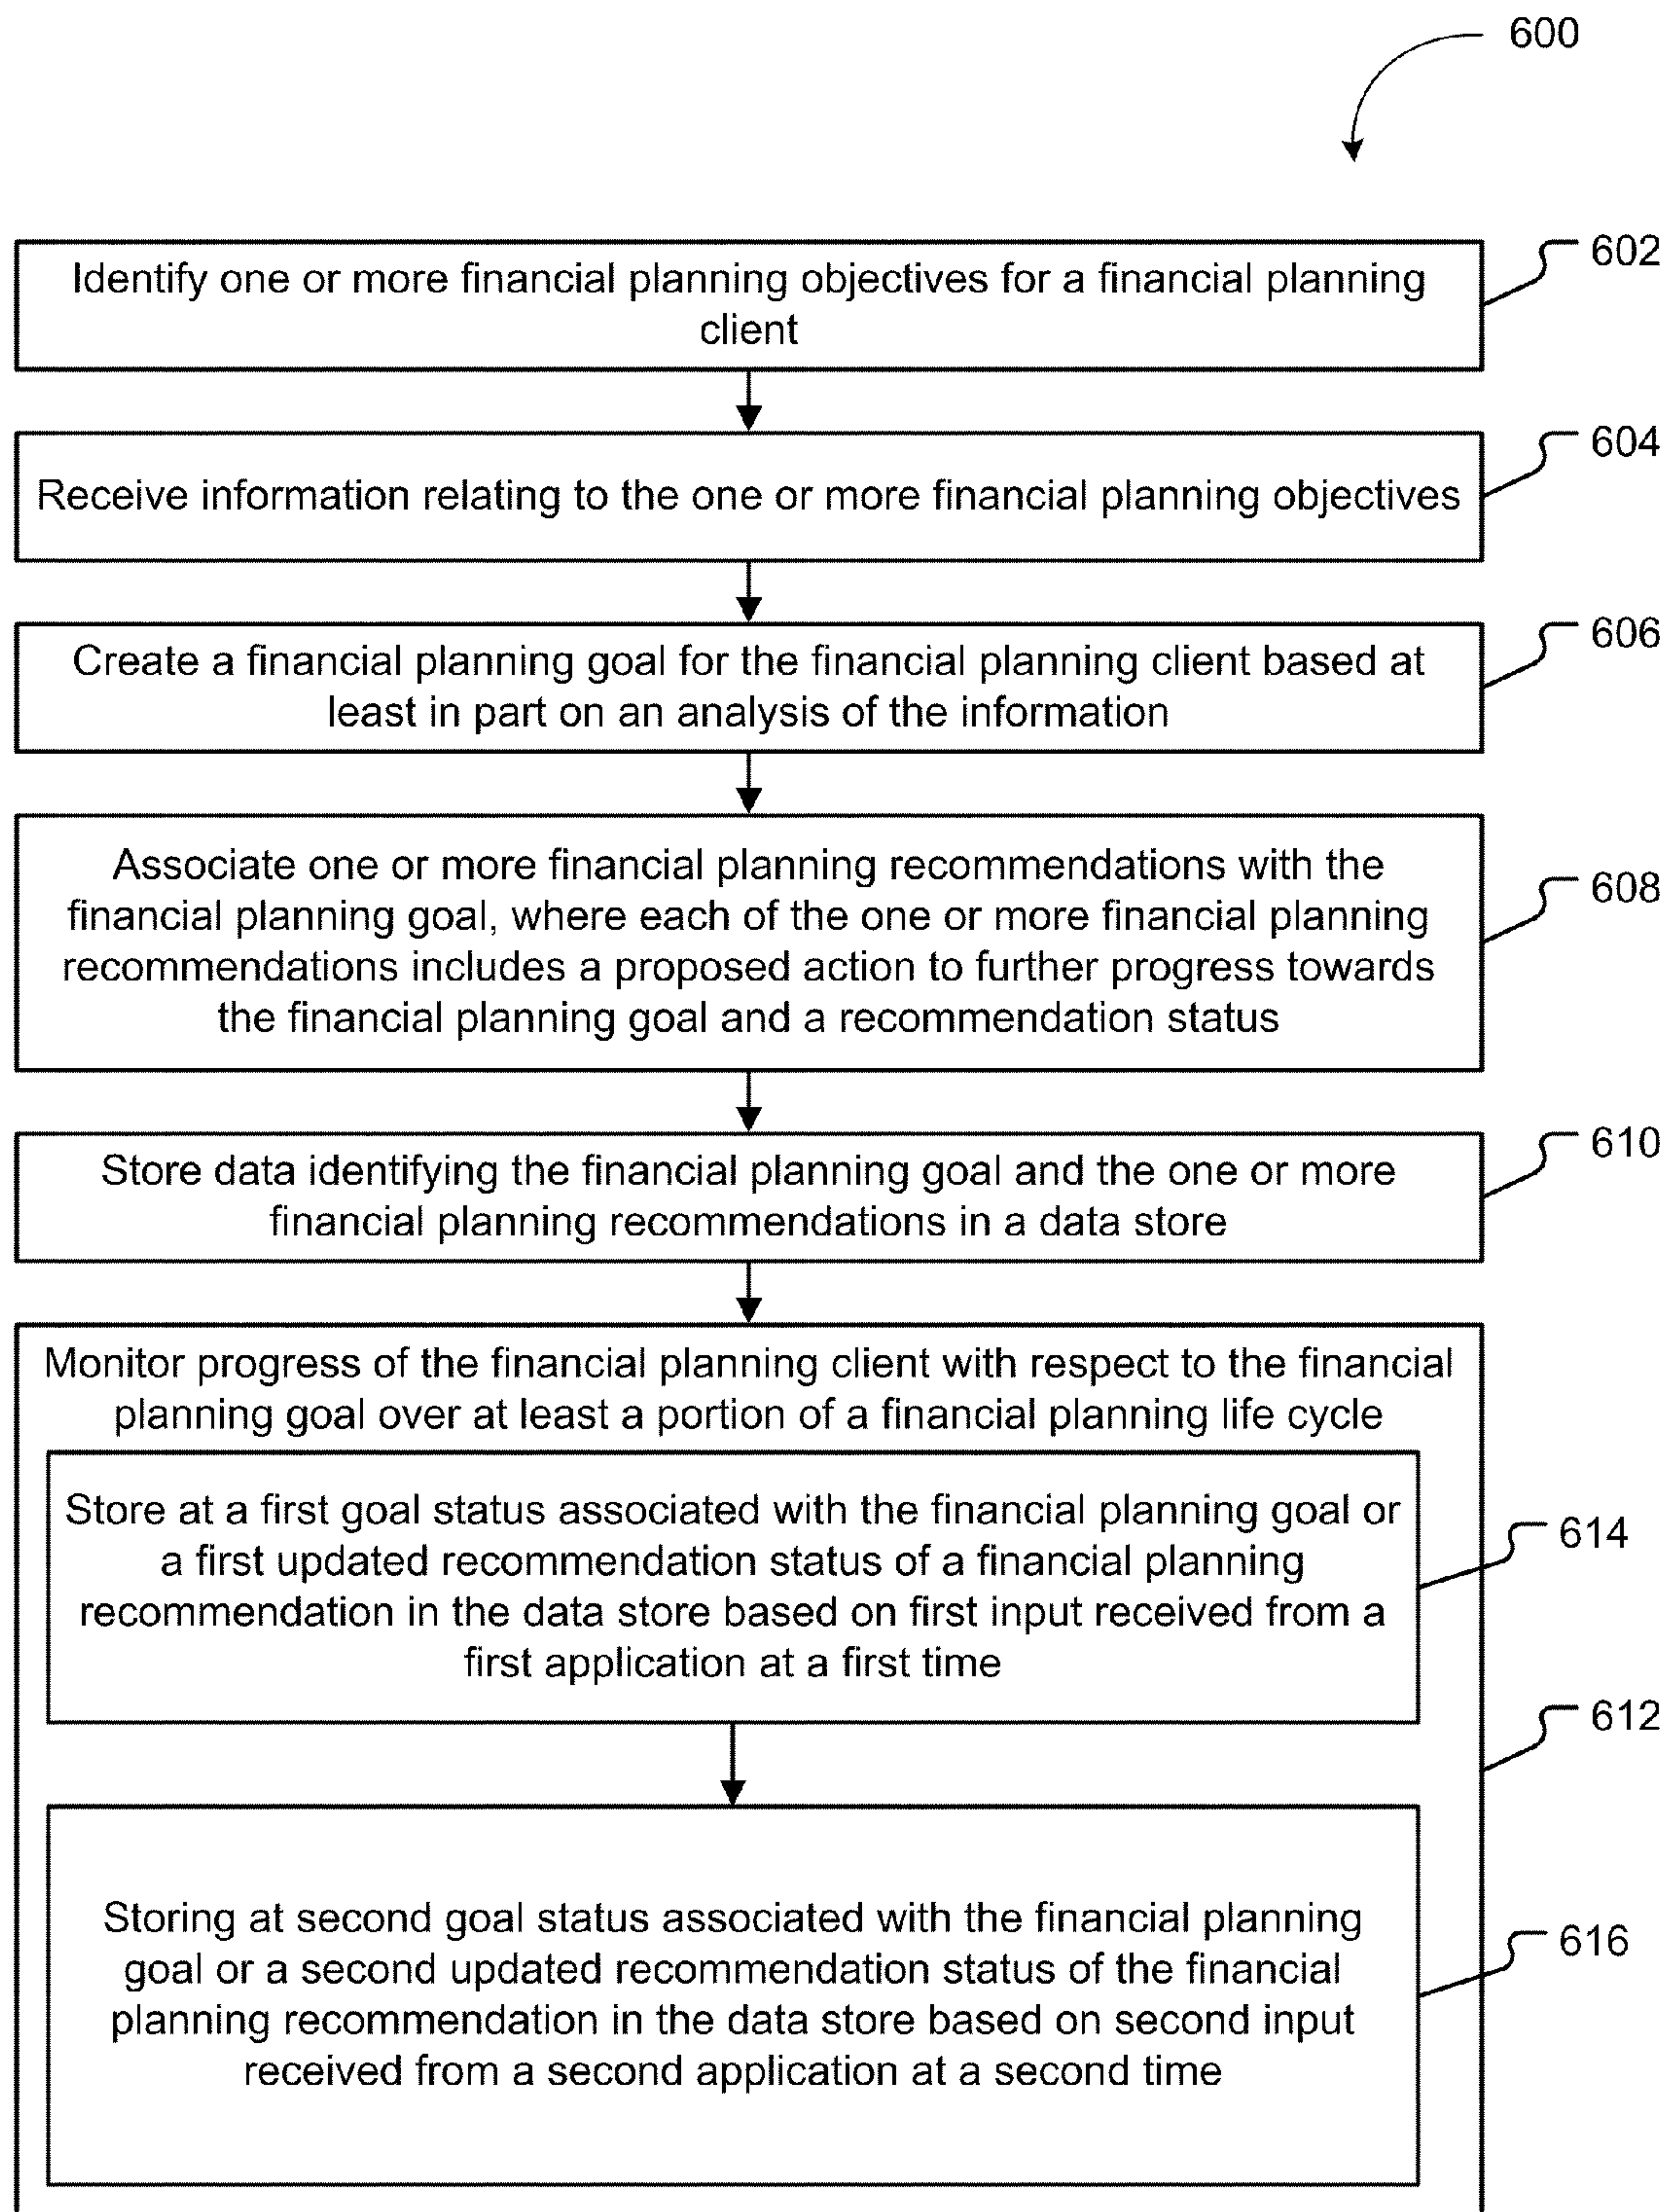 600
602
Identify one or more financial planning objectives for a financial planning
client
604
Receive information relating to the one or more financial planning objectives
606
Create a financial planning goal for the financial planning client based at
least in part on an analysis of the information
Associate one or more financial planning recommendations with the
608
financial planning goal, where each of the one or more financial planning
recommendations includes a proposed action to further progress towards
the financial planning goal and a recommendation status
610
Store data identifying the financial planning goal and the one or more
financial planning recommendations in a data store
Monitor progress of the financial planning client with respect to the financial
planning goal over at least a portion of a financial planning life cycle
Store at a first goal status associated with the financial planning goal or
614
a first updated recommendation status of a financial planning
recommendation in the data store based on first input received from a
first application at a first time
612
Storing at second goal status associated with the financial planning
616
goal or a second updated recommendation status of the financial
planning recommendation in the data store based on second input
received from a second application at a second time